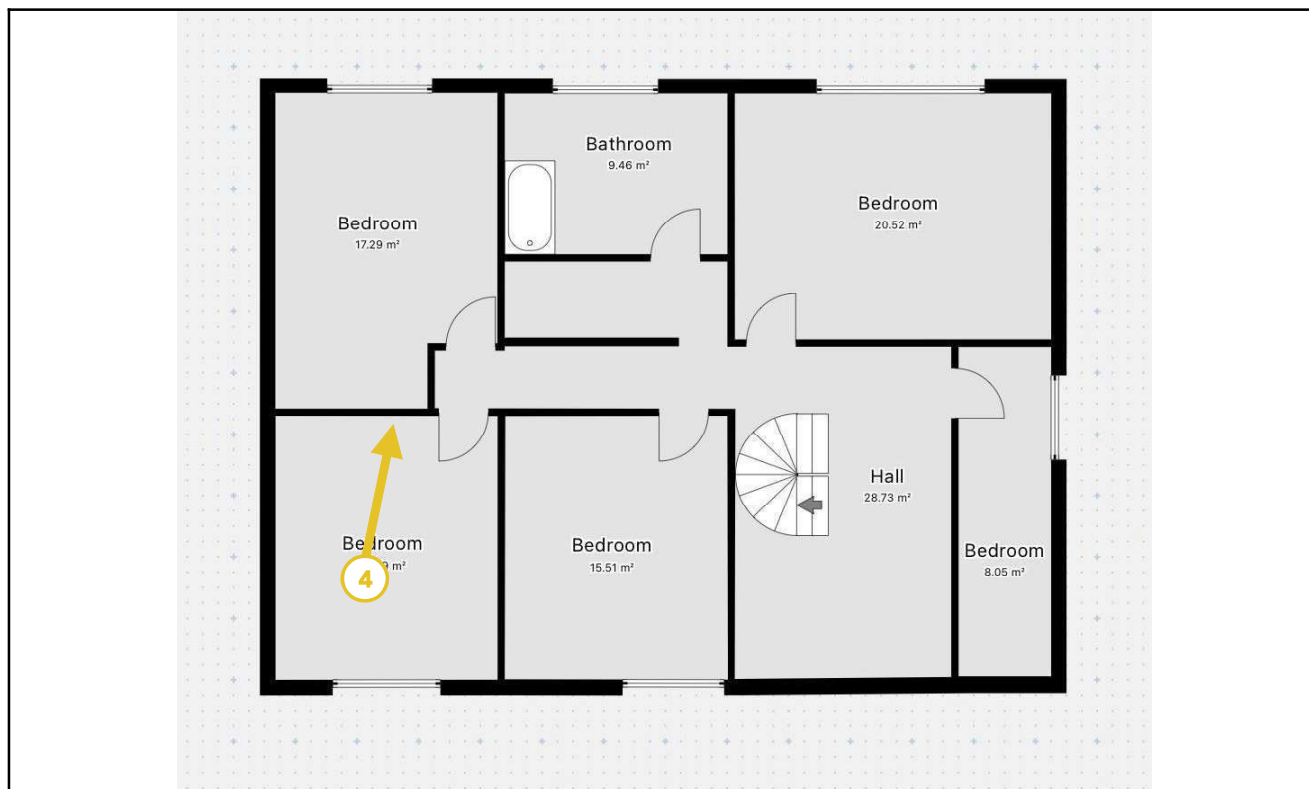 Bathroom
9.46 m²
Bedroom
17.29 m²
Bedroom
20.52 m²
Hall
28.73 m²
Bedroom
4
Bedroom
15.51 m²
Bedroom
8.05 m²